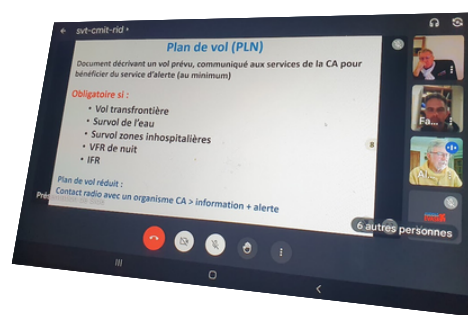 svt-cmit-rid
Plan de vol (PLN)
Document décrivant un vol prévu, communiqué aux services de la CA pour
bénéficier du service d'alerte (au minimum)
Obligatoire si :
• Vol transfrontière
• Survol de l'eau
• Survol zones inhospitalières
• VFR de nuit
• IFR
Plan de vol réduit :
Contact radio avec un organisme CA > information + alerte
8
Fa...
6 autres personnes